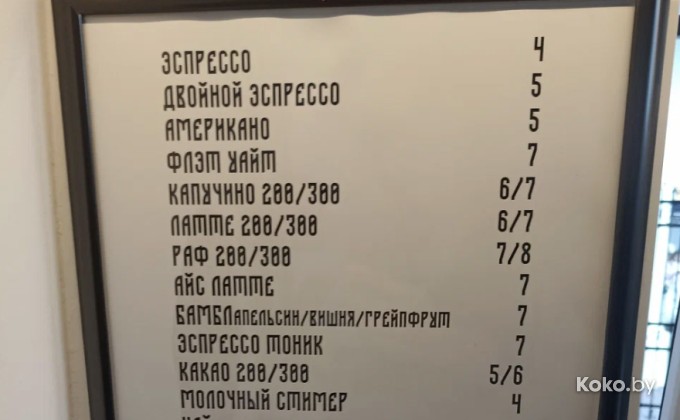 ЭСПРЕССО 4
ДВОЙНОЙ ЭСПРЕССО 5
АМЕРИКАНО 5
ФЛЭТ УАЙТ 7
КАПУЧИНО 200/300 6/7
ЛАТТЕ 200/300 6/7
РАФ 200/300 7/8
АЙС ЛАТТЕ 7
БАМБЛАПЕЛЬСИН/ВИШНЯ/ГРЕЙПФРУТ 7
ЭСПРЕССО ТОНИК 7
КАКАО 200/300 5/6
МОЛОЧНЫЙ СТИМЕР 4
Koko.by